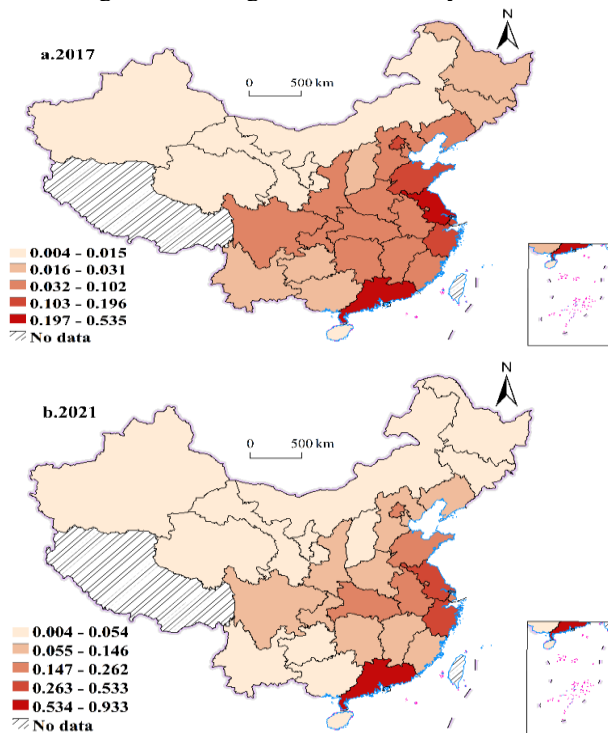 N
a.2017
0 500 km
0.004 - 0.015
0.016 - 0.031
0.032 - 0.102
0.103 - 0.196
0.197 - 0.535
No data
N
b.2021
0 500 km
0.004 - 0.054
0.055 - 0.146
0.147 - 0.262
0.263 - 0.533
0.534 - 0.933
No data